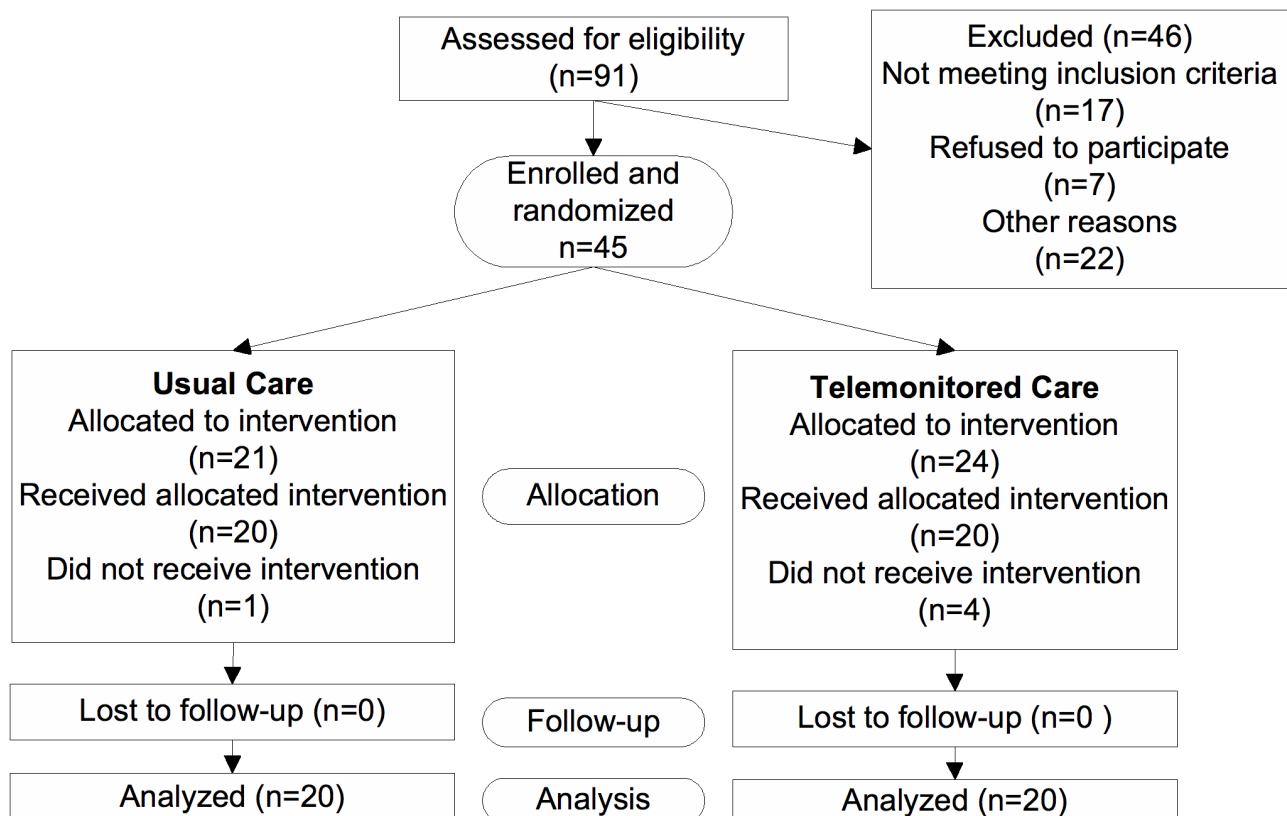 Assessed for eligibility
(n=91)
Excluded (n=46)
Not meeting inclusion criteria
(n=17)
Refused to participate
(n=7)
Other reasons
(n=22)
Enrolled and
randomized
n=45
Usual Care
Allocated to intervention
(n=21)
Received allocated intervention
(n=20)
Did not receive intervention
(n=1)
Allocation
Telemonitored Care
Allocated to intervention
(n=24)
Received allocated intervention
(n=20)
Did not receive intervention
(n=4)
Lost to follow-up (n=0)
Follow-up
Lost to follow-up (n=0 )
Analyzed (n=20)
Analysis
Analyzed (n=20)